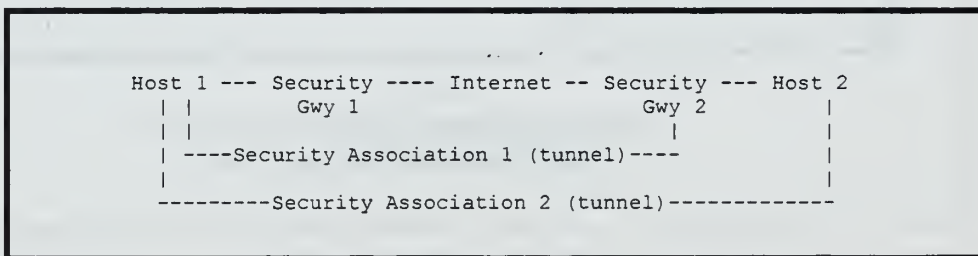 Host 1 --- Security ---- Internet -- Security --- Host 2
| | Gwy 1 Gwy 2 |
| | | |
| ----Security Association 1 (tunnel)---- |
| |
---------Security Association 2 (tunnel)-------------